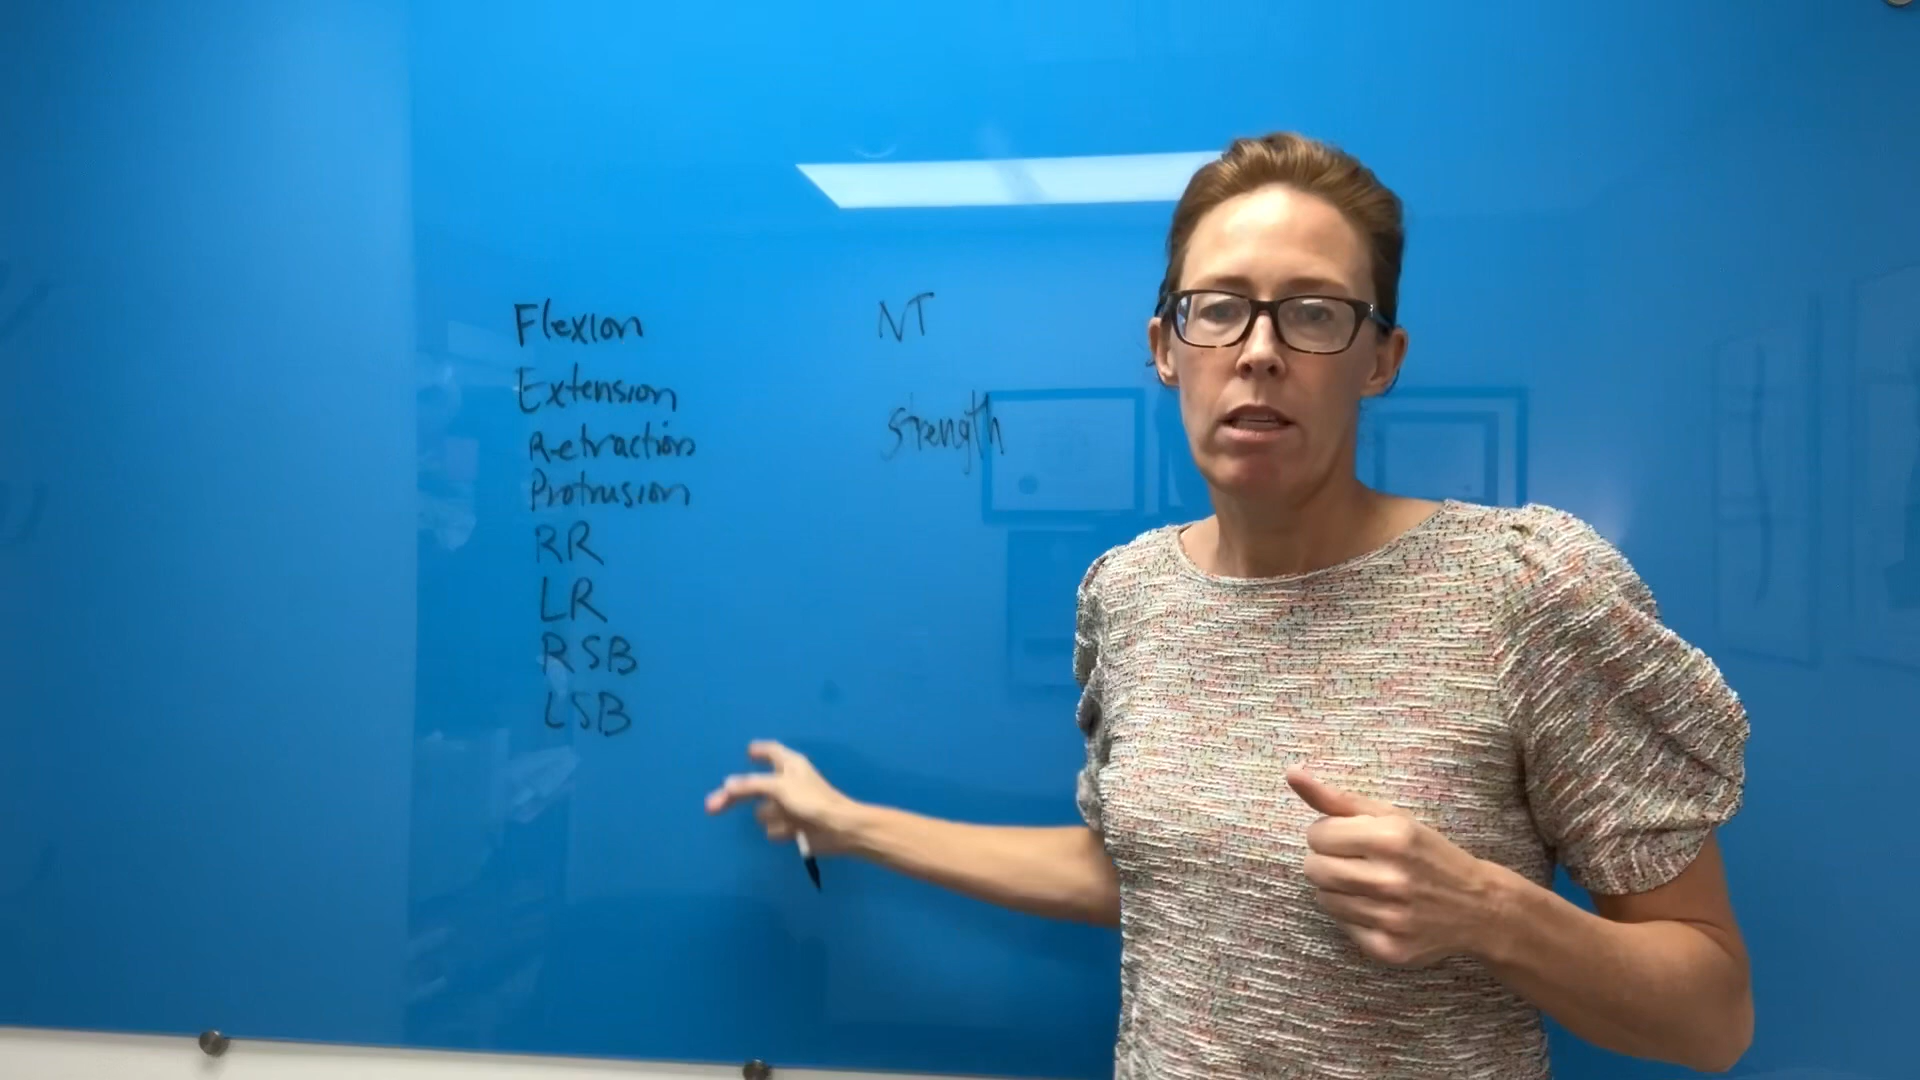 Flexion
Extension
Retraction
Protrusion
RR
LR
RSB
LSB
NT
Strength